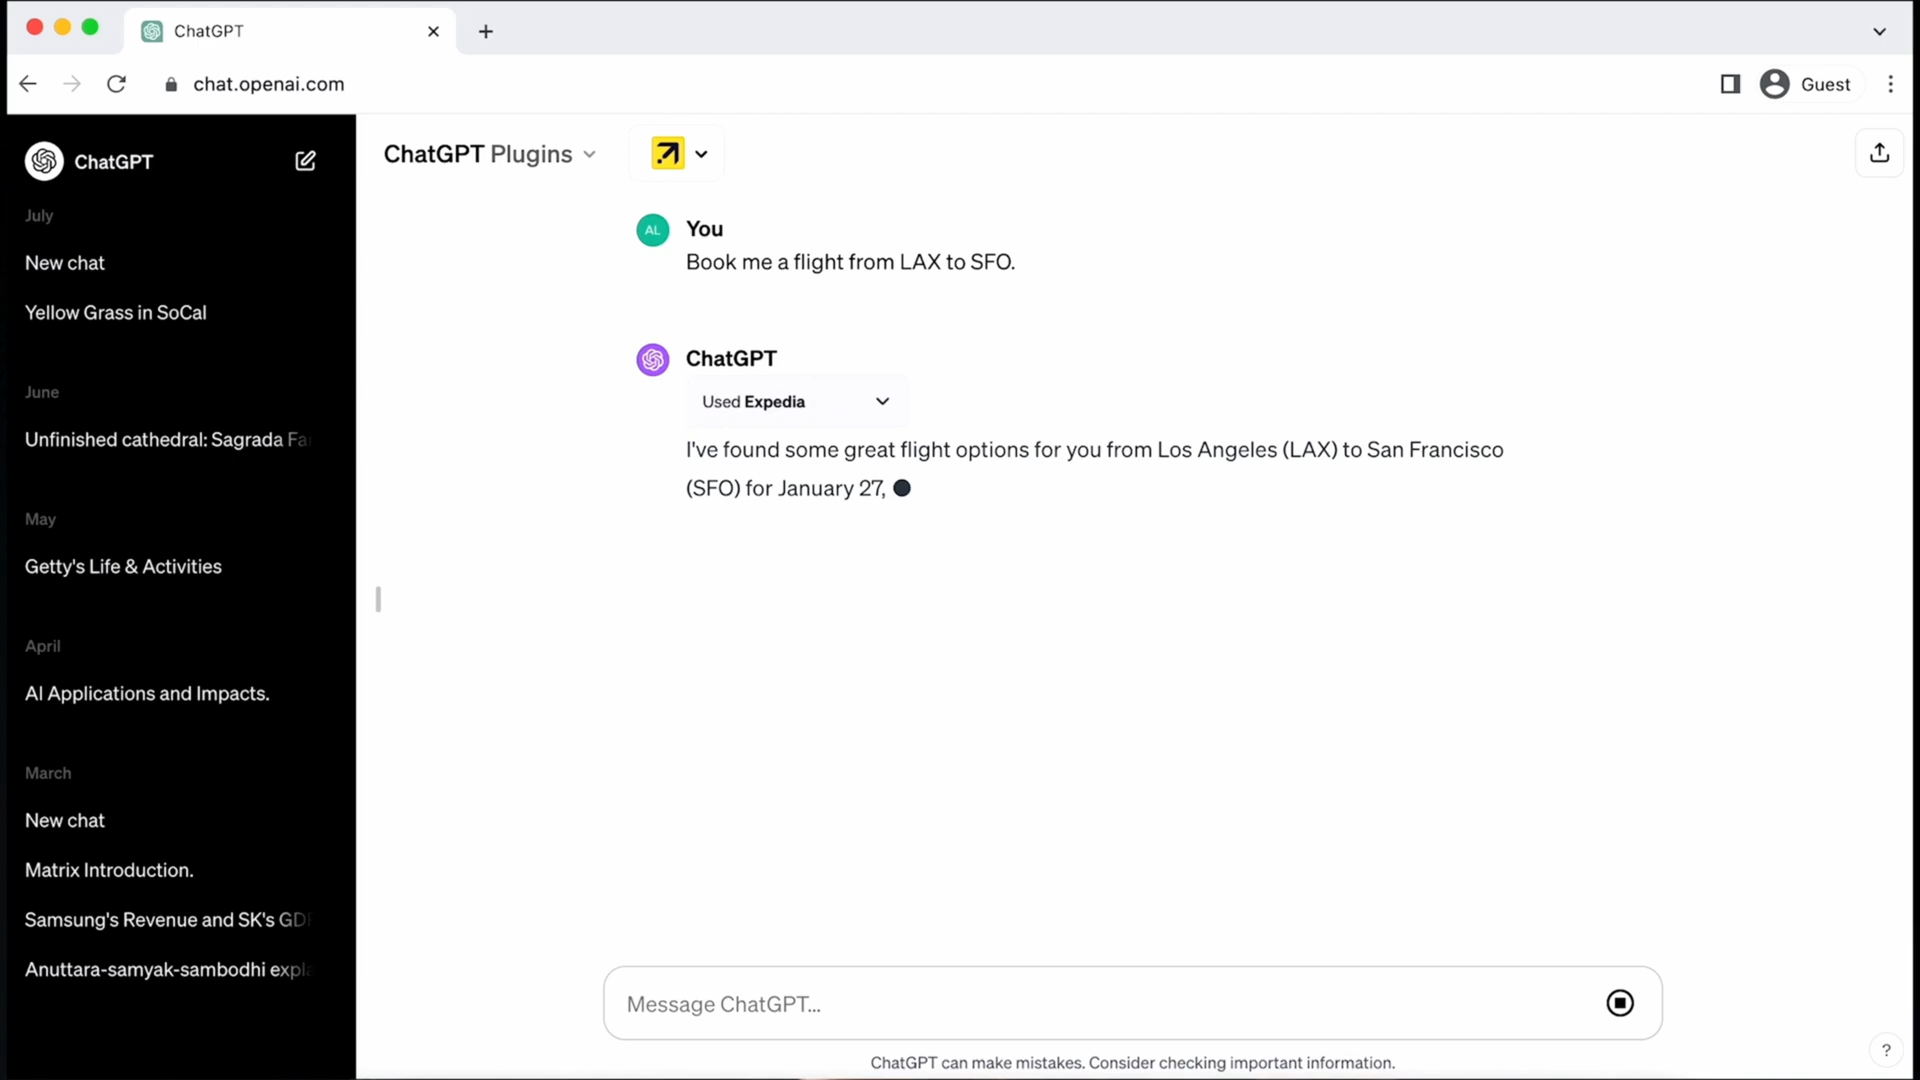 ChatGPT
chat.openai.com
Guest
ChatGPT
July
New chat
Yellow Grass in SoCal
June
Unfinished cathedral: Sagrada Fa
May
Getty's Life & Activities
April
AI Applications and Impacts.
March
New chat
Matrix Introduction.
Samsung's Revenue and SK's GD
Anuttara-samyak-sambodhi expl
ChatGPT Plugins
AL
You
Book me a flight from LAX to SFO.
ChatGPT
Used Expedia
I've found some great flight options for you from Los Angeles (LAX) to San Francisco
(SFO) for January 27,
Message ChatGPT...
ChatGPT can make mistakes. Consider checking important information.
?